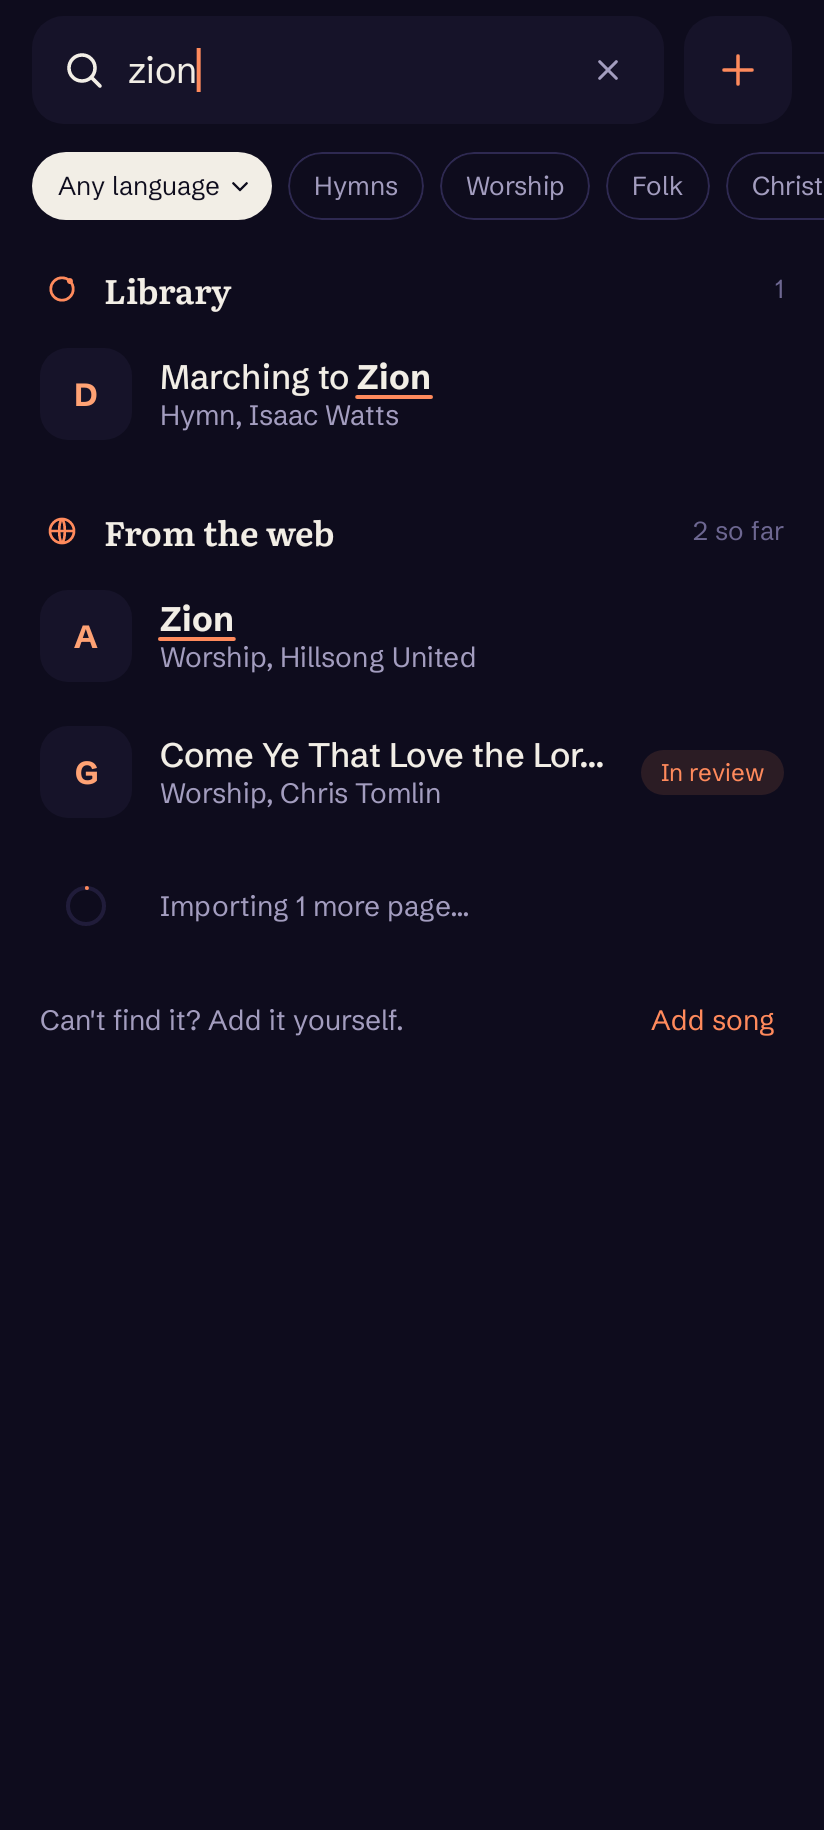 zion
Any language
Hymns
Worship
Folk
Christ
Library
1
D
Marching to Zion
Hymn, Isaac Watts
From the web
2 so far
A
Zion
Worship, Hillsong United
G
Come Ye That Love the Lor...
Worship, Chris Tomlin
In review
Importing 1 more page...
Can't find it? Add it yourself.
Add song